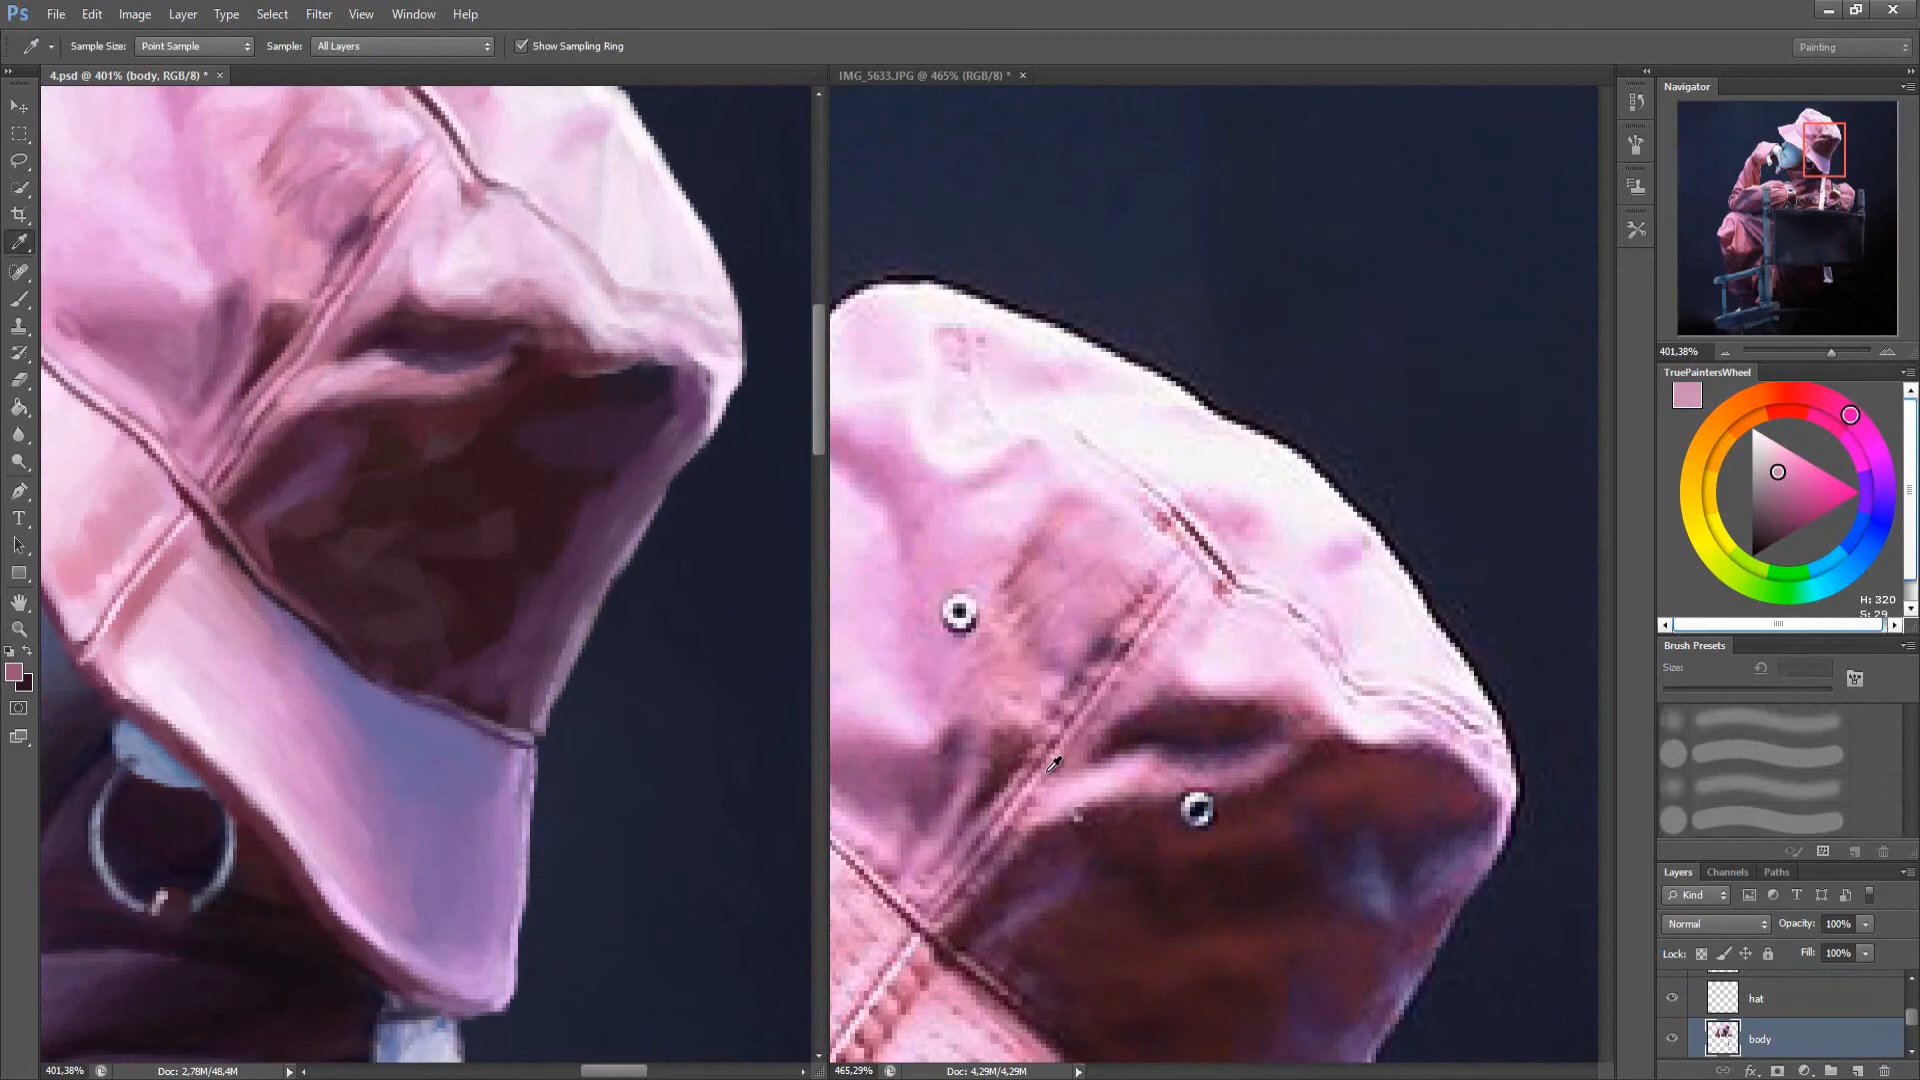 Ps File Edit Image Layer Type Select Filter View Window Help
Sample Size: Point Sample Sample: All Layers Show Sampling Ring Painting
4.psd @ 401% (body, RGB/8) * × IMG_5633.JPG @ 465% (RGB/8) * ×
Navigator
401,38%
TruePaintersWheel
H: 320
S: 29
Brush Presets
Size:
Layers Channels Paths
Kind
Normal Opacity: 100%
Lock: Fill: 100%
hat
body
401,38% Doc: 2,78M/48,4M 465,29% Doc: 4,29M/4,29M